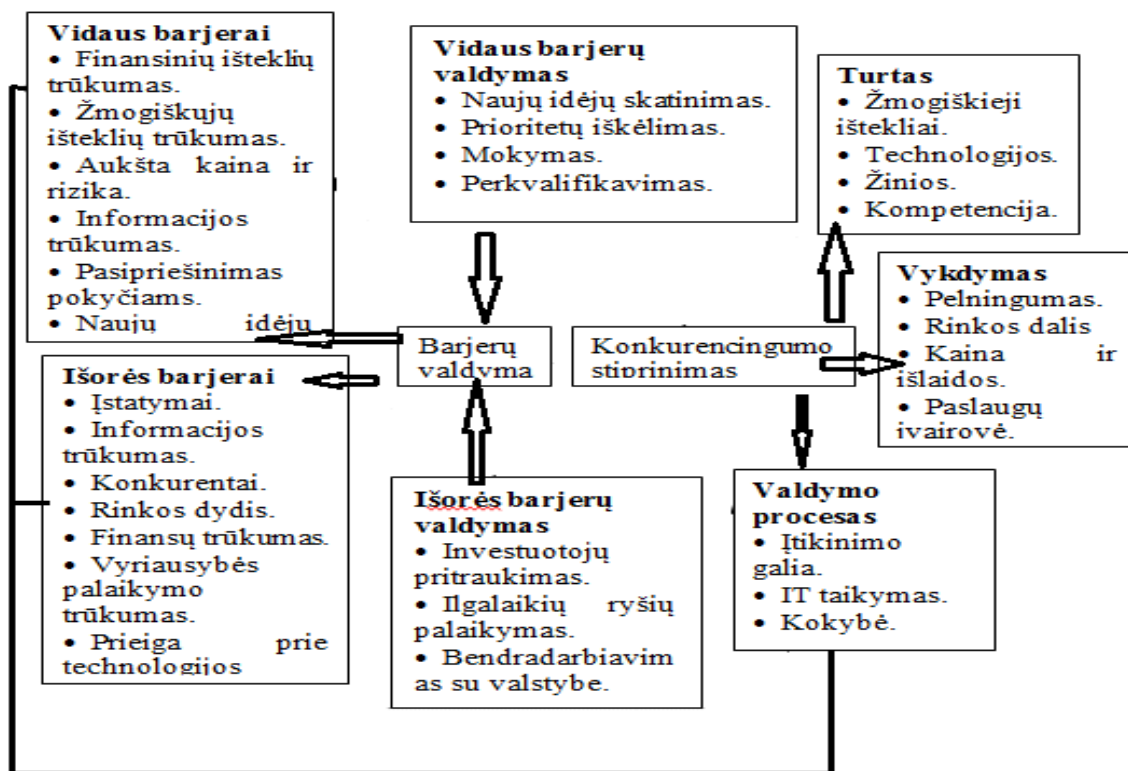 Vidaus barjerai
• Finansinių išteklių
trūkumas.
• Žmogiškųjų
išteklių trūkumas.
• Aukšta kaina ir
rizika.
• Informacijos
trūkumas.
• Pasipriešinimas
pokyčiams.
• Naujų idėjų
Vidaus barjerų
valdymas
• Naujų idėjų skatinimas.
• Prioritetų iškėlimas.
• Mokymas.
• Perkvalifikavimas.
Turtas
• Žmogiškieji
ištekliai.
• Technologijos.
• Žinios.
• Kompetencija.
Vykdymas
• Pelningumas.
• Rinkos dalis
• Kaina ir
išlaidos.
• Paslaugų
įvairovė.
Barjerų
valdyma
Konkurencingumo
stiprinimas
Išorės barjerai
• Įstatymai.
• Informacijos
trūkumas.
• Konkurentai.
• Rinkos dydis.
• Finansų trūkumas.
• Vyriausybės
palaikymo
trūkumas.
• Prieiga prie
technologijos
Išorės barjerų
valdymas
• Investuotojų
pritraukimas.
• Ilgalaikių ryšių
palaikymas.
• Bendradarbiavim
as su valstybe.
Valdymo
procesas
• Įtikinimo
galia.
• IT taikymas.
• Kokybė.